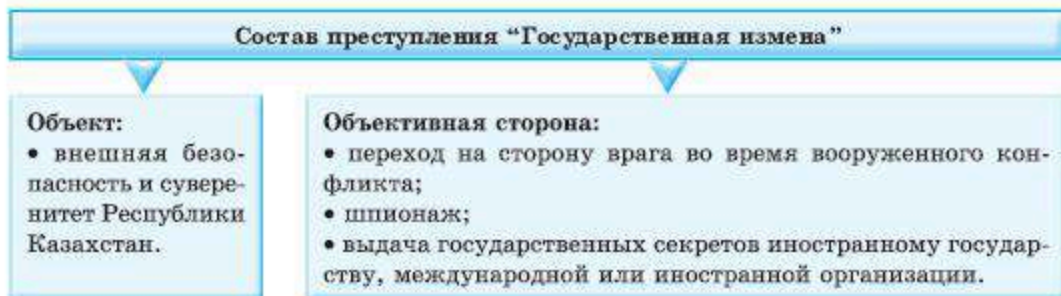 Состав преступления “Государственная измена”
Объект:
• внешняя безо-
пасность и сувере-
нитет Республики
Казахстан.
Объективная сторона:
• переход на сторону врага во время вооруженного кон-
фликта;
• шпионаж;
• выдача государственных секретов иностранному государ-
ству, международной или иностранной организации.